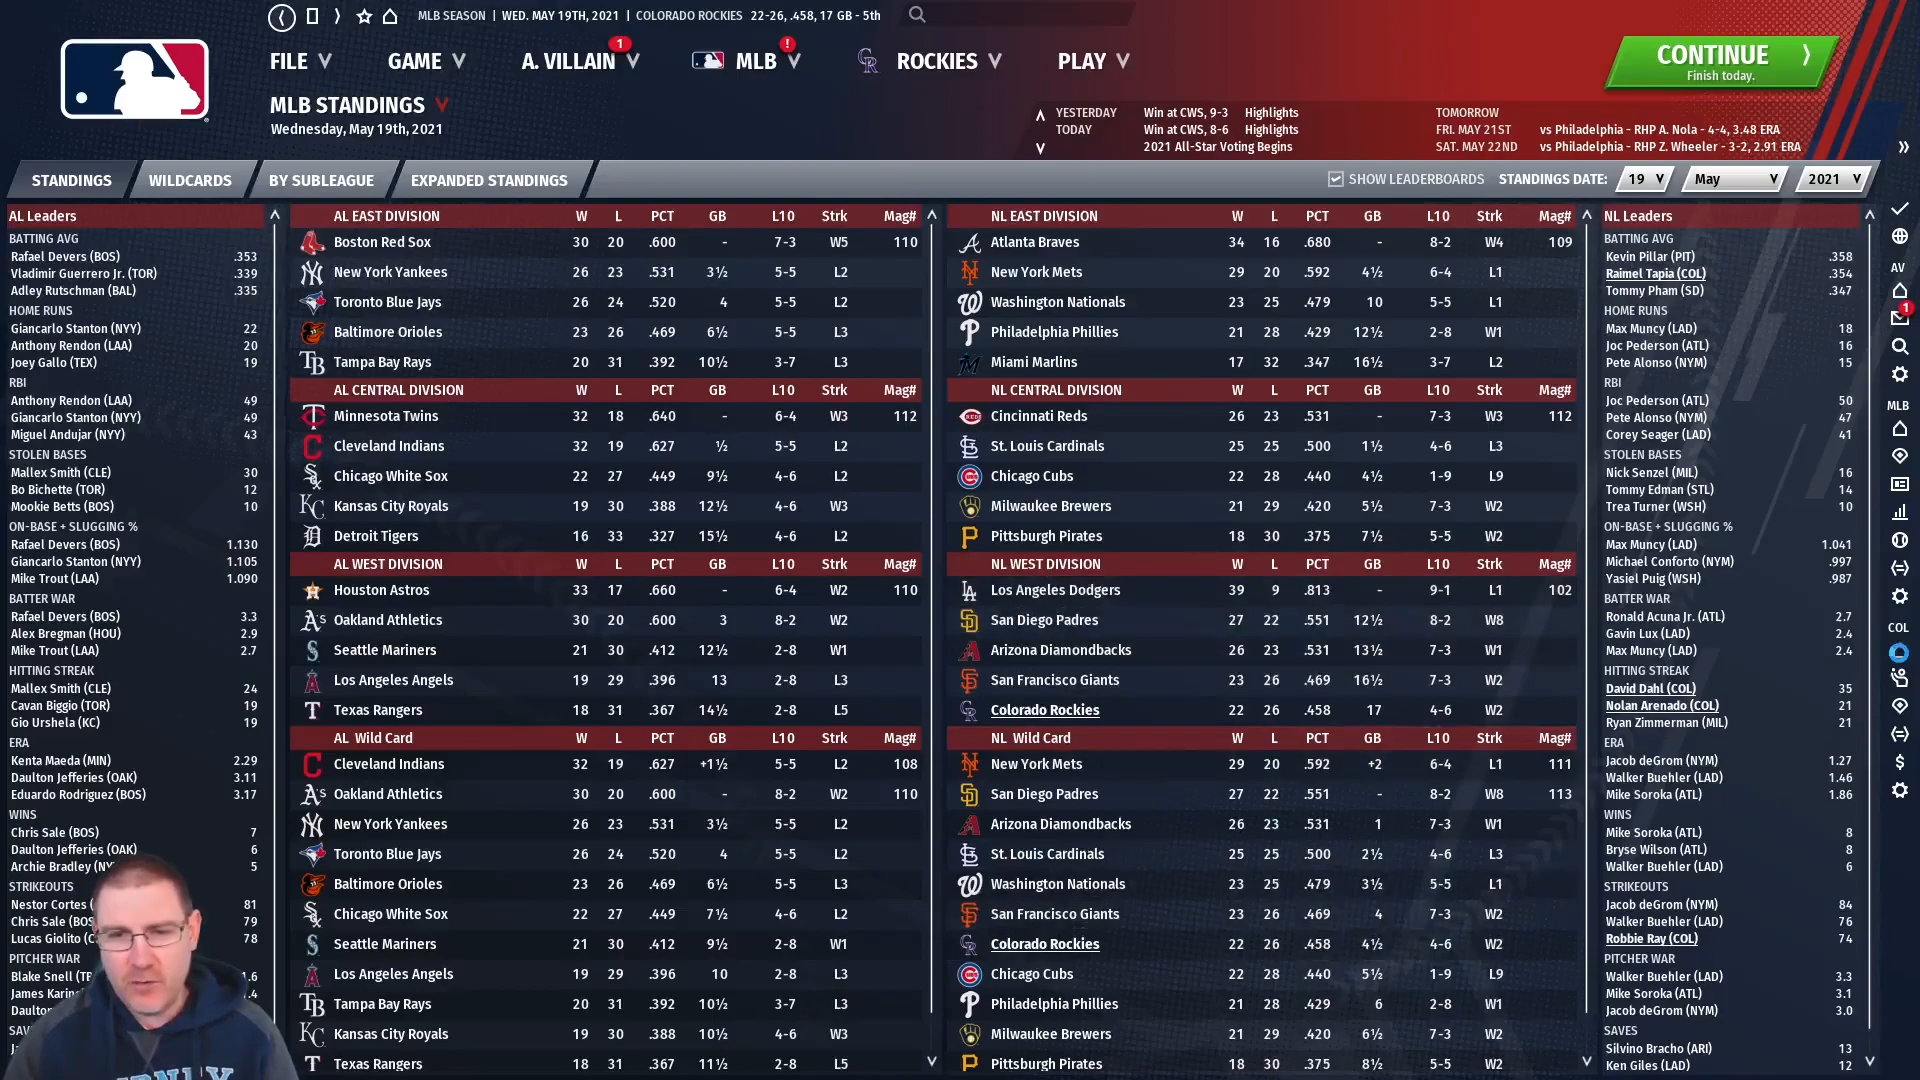 MLB SEASON | WED. MAY 19TH, 2021 | COLORADO ROCKIES 22-26, .458, 17 GB - 5th
FILE GAME A. VILLAIN 1 MLB ! ROCKIES PLAY
CONTINUE
Finish today.
MLB STANDINGS
Wednesday, May 19th, 2021
YESTERDAY Win at CWS, 9-3 Highlights
TODAY Win at CWS, 8-6 Highlights
2021 All-Star Voting Begins
TOMORROW
FRI. MAY 21ST vs Philadelphia - RHP A. Nola - 4-4, 3.48 ERA
SAT. MAY 22ND vs Philadelphia - RHP Z. Wheeler - 3-2, 2.91 ERA
STANDINGS WILDCARDS BY SUBLEAGUE EXPANDED STANDINGS
SHOW LEADERBOARDS STANDINGS DATE: 19 May 2021
AL Leaders
BATTING AVG
Rafael Devers (BOS) .353
Vladimir Guerrero Jr. (TOR) .339
Adley Rutschman (BAL) .335
HOME RUNS
Giancarlo Stanton (NYY) 22
Anthony Rendon (LAA) 20
Joey Gallo (TEX) 19
RBI
Anthony Rendon (LAA) 49
Giancarlo Stanton (NYY) 49
Miguel Andujar (NYY) 43
STOLEN BASES
Mallex Smith (CLE) 30
Bo Bichette (TOR) 12
Mookie Betts (BOS) 10
ON-BASE + SLUGGING %
Rafael Devers (BOS) 1.130
Giancarlo Stanton (NYY) 1.105
Mike Trout (LAA) 1.090
BATTER WAR
Rafael Devers (BOS) 3.3
Alex Bregman (HOU) 2.9
Mike Trout (LAA) 2.7
HITTING STREAK
Mallex Smith (CLE) 24
Cavan Biggio (TOR) 19
Gio Urshela (KC) 19
ERA
Kenta Maeda (MIN) 2.29
Daulton Jefferies (OAK) 3.11
Eduardo Rodriguez (BOS) 3.17
WINS
Chris Sale (BOS) 7
Daulton Jefferies (OAK) 6
Archie Bradley (NY 5
STRIKEOUTS
Nestor Cortes 81
Chris Sale (BOS 79
Lucas Giolito (C 78
PITCHER WAR
Blake Snell (TB 1.6
James Karin .4
Daulton
SAV
AL EAST DIVISION W L PCT GB L10 Strk Mag#
Boston Red Sox 30 20 .600 - 7-3 W5 110
New York Yankees 26 23 .531 3½ 5-5 L2
Toronto Blue Jays 26 24 .520 4 5-5 L2
Baltimore Orioles 23 26 .469 6½ 5-5 L3
Tampa Bay Rays 20 31 .392 10½ 3-7 L3
AL CENTRAL DIVISION W L PCT GB L10 Strk Mag#
Minnesota Twins 32 18 .640 - 6-4 W3 112
Cleveland Indians 32 19 .627 ½ 5-5 L2
Chicago White Sox 22 27 .449 9½ 4-6 L2
Kansas City Royals 19 30 .388 12½ 4-6 W3
Detroit Tigers 16 33 .327 15½ 4-6 L2
AL WEST DIVISION W L PCT GB L10 Strk Mag#
Houston Astros 33 17 .660 - 6-4 W2 110
Oakland Athletics 30 20 .600 3 8-2 W2
Seattle Mariners 21 30 .412 12½ 2-8 W1
Los Angeles Angels 19 29 .396 13 2-8 L3
Texas Rangers 18 31 .367 14½ 2-8 L5
AL Wild Card W L PCT GB L10 Strk Mag#
Cleveland Indians 32 19 .627 +1½ 5-5 L2 108
Oakland Athletics 30 20 .600 - 8-2 W2 110
New York Yankees 26 23 .531 3½ 5-5 L2
Toronto Blue Jays 26 24 .520 4 5-5 L2
Baltimore Orioles 23 26 .469 6½ 5-5 L3
Chicago White Sox 22 27 .449 7½ 4-6 L2
Seattle Mariners 21 30 .412 9½ 2-8 W1
Los Angeles Angels 19 29 .396 10 2-8 L3
Tampa Bay Rays 20 31 .392 10½ 3-7 L3
Kansas City Royals 19 30 .388 10½ 4-6 W3
Texas Rangers 18 31 .367 11½ 2-8 L5
NL EAST DIVISION W L PCT GB L10 Strk Mag#
Atlanta Braves 34 16 .680 - 8-2 W4 109
New York Mets 29 20 .592 4½ 6-4 L1
Washington Nationals 23 25 .479 10 5-5 L1
Philadelphia Phillies 21 28 .429 12½ 2-8 W1
Miami Marlins 17 32 .347 16½ 3-7 L2
NL CENTRAL DIVISION W L PCT GB L10 Strk Mag#
Cincinnati Reds 26 23 .531 - 7-3 W3 112
St. Louis Cardinals 25 25 .500 1½ 4-6 L3
Chicago Cubs 22 28 .440 4½ 1-9 L9
Milwaukee Brewers 21 29 .420 5½ 7-3 W2
Pittsburgh Pirates 18 30 .375 7½ 5-5 W2
NL WEST DIVISION W L PCT GB L10 Strk Mag#
Los Angeles Dodgers 39 9 .813 - 9-1 L1 102
San Diego Padres 27 22 .551 12½ 8-2 W8
Arizona Diamondbacks 26 23 .531 13½ 7-3 W1
San Francisco Giants 23 26 .469 16½ 7-3 W2
Colorado Rockies 22 26 .458 17 4-6 W2
NL Wild Card W L PCT GB L10 Strk Mag#
New York Mets 29 20 .592 +2 6-4 L1 111
San Diego Padres 27 22 .551 - 8-2 W8 113
Arizona Diamondbacks 26 23 .531 1 7-3 W1
St. Louis Cardinals 25 25 .500 2½ 4-6 L3
Washington Nationals 23 25 .479 3½ 5-5 L1
San Francisco Giants 23 26 .469 4 7-3 W2
Colorado Rockies 22 26 .458 4½ 4-6 W2
Chicago Cubs 22 28 .440 5½ 1-9 L9
Philadelphia Phillies 21 28 .429 6 2-8 W1
Milwaukee Brewers 21 29 .420 6½ 7-3 W2
Pittsburgh Pirates 18 30 .375 8½ 5-5 W2
NL Leaders
BATTING AVG
Kevin Pillar (PIT) .358
Raimel Tapia (COL) .354
Tommy Pham (SD) .347
HOME RUNS
Max Muncy (LAD) 18
Joc Pederson (ATL) 16
Pete Alonso (NYM) 15
RBI
Joc Pederson (ATL) 50
Pete Alonso (NYM) 47
Corey Seager (LAD) 41
STOLEN BASES
Nick Senzel (MIL) 16
Tommy Edman (STL) 14
Trea Turner (WSH) 10
ON-BASE + SLUGGING %
Max Muncy (LAD) 1.041
Michael Conforto (NYM) .997
Yasiel Puig (WSH) .987
BATTER WAR
Ronald Acuna Jr. (ATL) 2.7
Gavin Lux (LAD) 2.4
Max Muncy (LAD) 2.4
HITTING STREAK
David Dahl (COL) 35
Nolan Arenado (COL) 21
Ryan Zimmerman (MIL) 21
ERA
Jacob deGrom (NYM) 1.27
Walker Buehler (LAD) 1.46
Mike Soroka (ATL) 1.86
WINS
Mike Soroka (ATL) 8
Bryse Wilson (ATL) 8
Walker Buehler (LAD) 6
STRIKEOUTS
Jacob deGrom (NYM) 84
Walker Buehler (LAD) 76
Robbie Ray (COL) 74
PITCHER WAR
Walker Buehler (LAD) 3.3
Mike Soroka (ATL) 3.1
Jacob deGrom (NYM) 3.0
SAVES
Silvino Bracho (ARI) 13
Ken Giles (LAD) 12
AV
1
MLB
COL